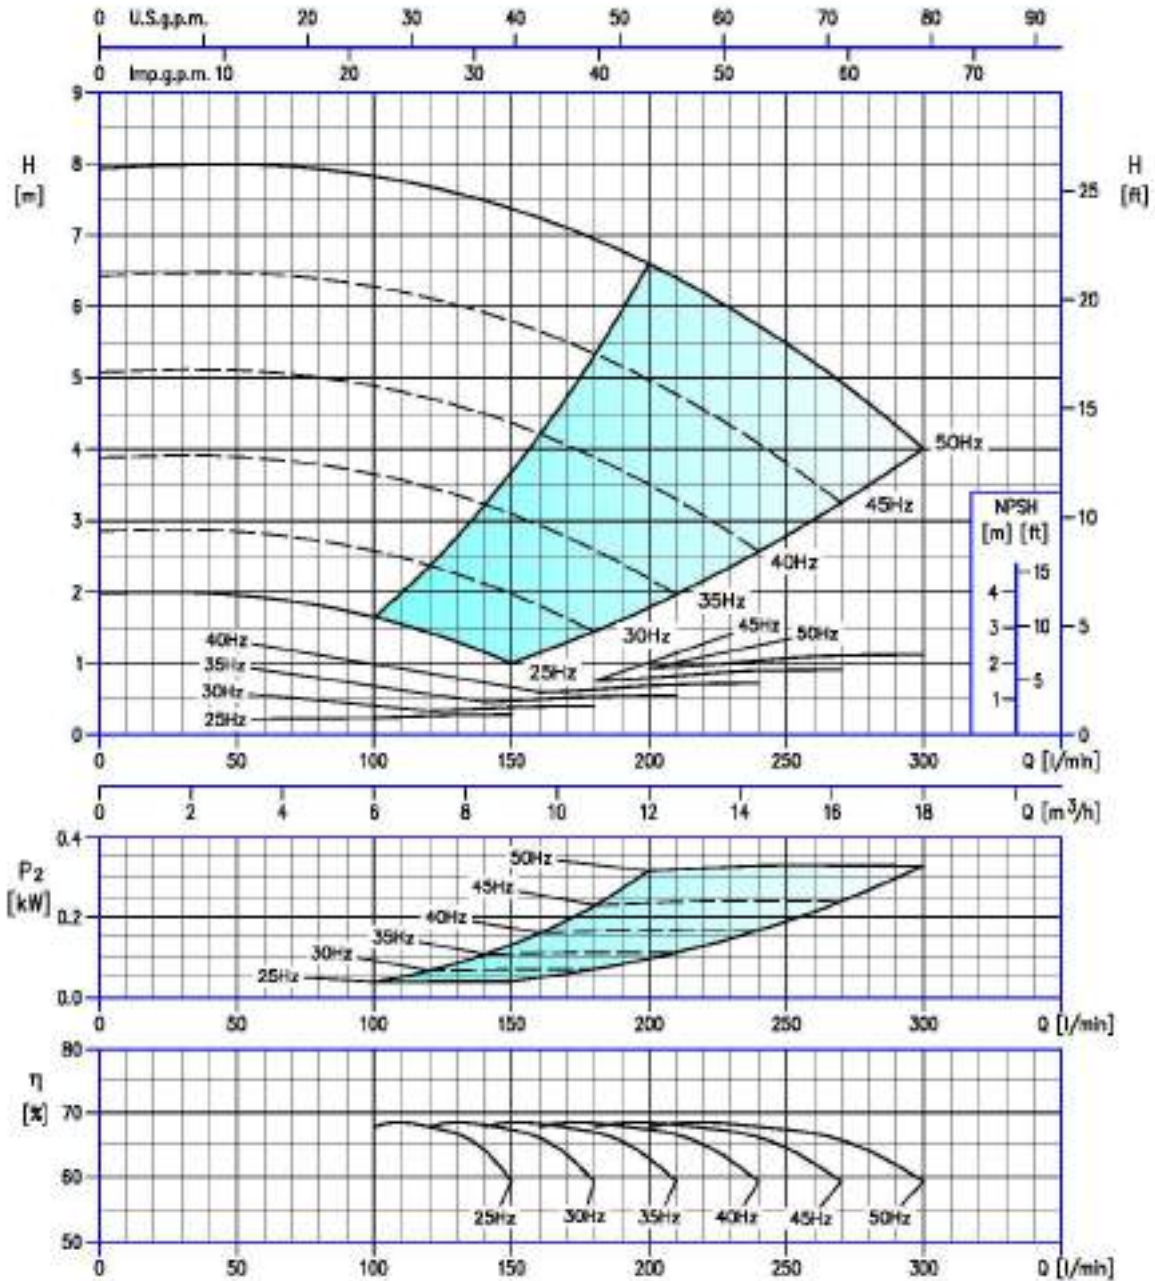 0 U.S.g.p.m. 20 30 40 50 60 70 80 90
0 Imp.g.p.m. 10 20 30 40 50 60 70
9
H
[m]
8
7
6
5
4
3
2
1
0
H
[ft]
25
20
15
10
5
0
50Hz
45Hz
40Hz
35Hz
30Hz
25Hz
45Hz
50Hz
40Hz
35Hz
30Hz
25Hz
NPSH
[m] [ft]
4
3
2
1
15
10
5
0 50 100 150 200 250 300 Q [l/min]
0 2 4 6 8 10 12 14 16 18 Q [m³/h]
0.4
P2
[kW]
0.2
0.0
50Hz
45Hz
40Hz
35Hz
30Hz
25Hz
0 50 100 150 200 250 300 Q [l/min]
80
η
[%]
70
60
50
25Hz 30Hz 35Hz 40Hz 45Hz 50Hz
0 50 100 150 200 250 300 Q [l/min]